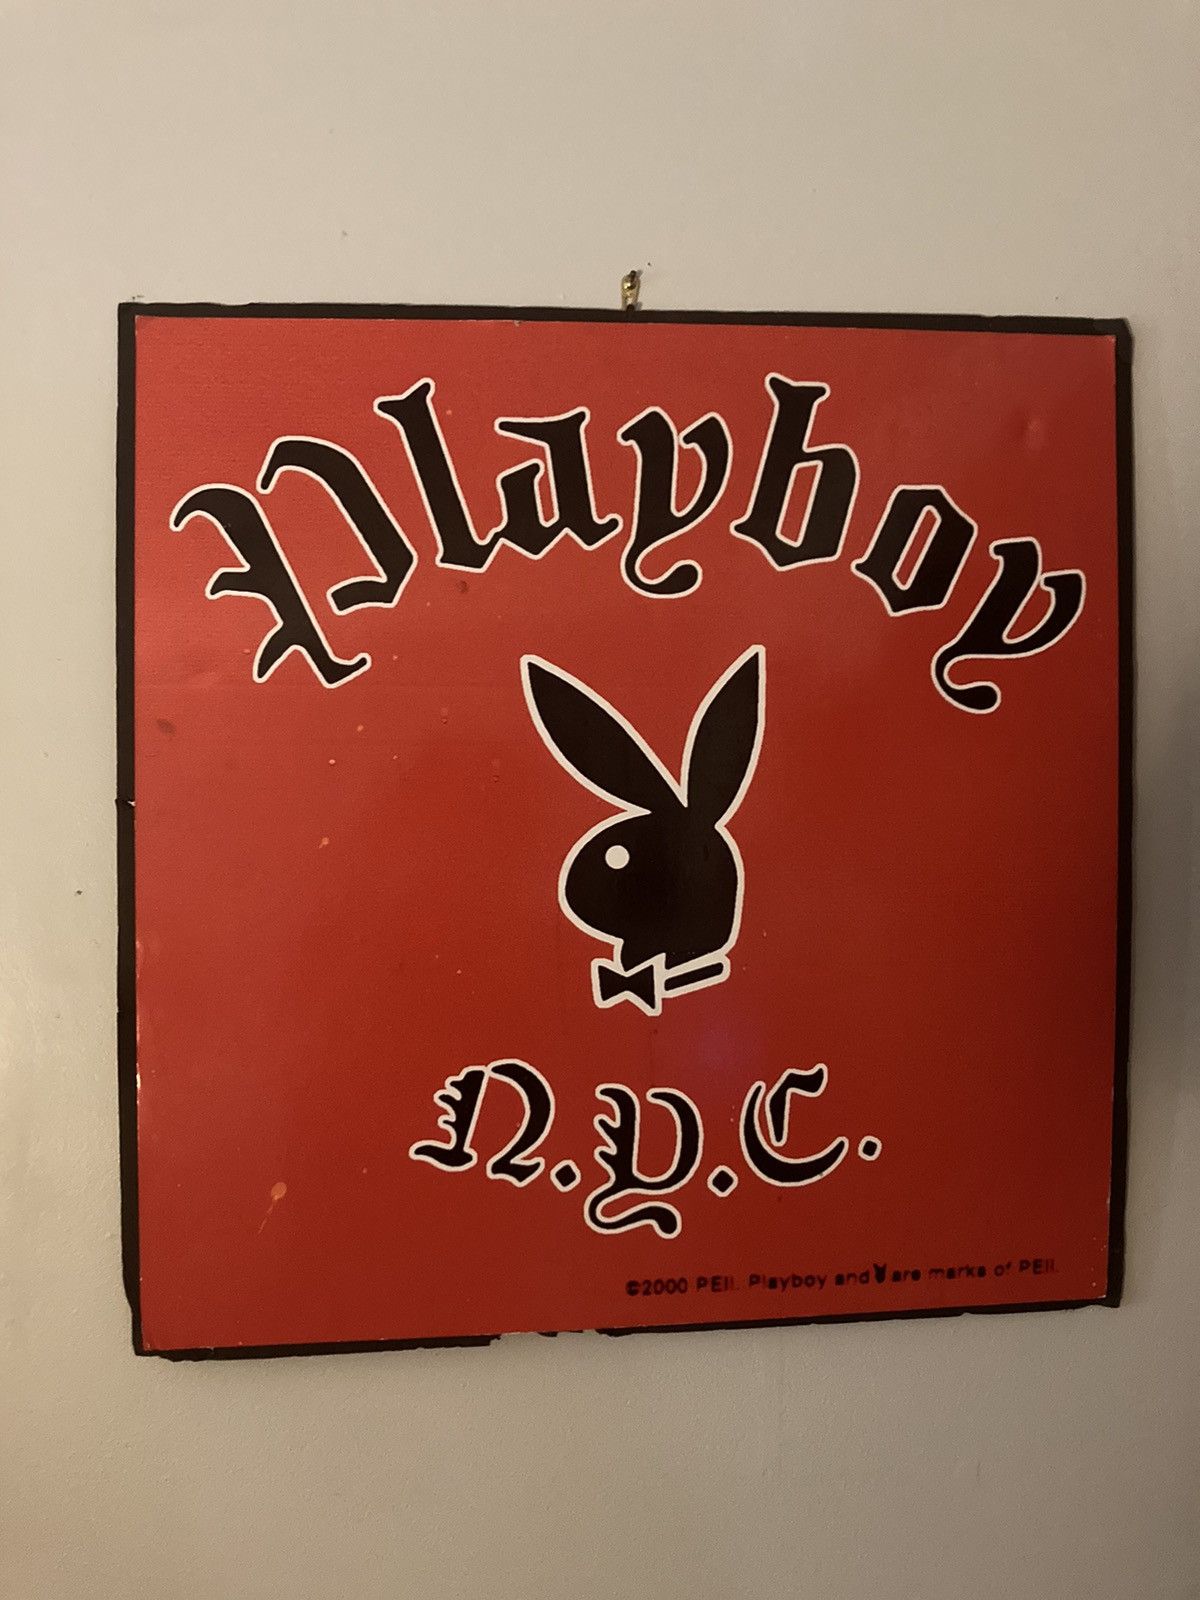 Playboy
N.Y.C.
©2000 PEII. Playboy and are marks of PEII.